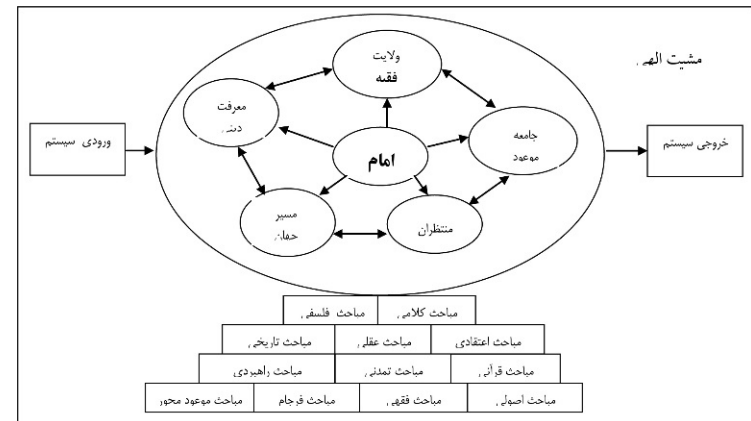 مشیت الهی
ولایت
فقیه
معرفت
دینی
جامعه
موعود
امام
مسیر
جهان
منتظران
ورودی سیستم
خروجی سیستم
مباحث کلامی
مباحث فلسفی
مباحث اعتقادی
مباحث عقلی
مباحث تاریخی
مباحث قرآنی
مباحث تمدنی
مباحث راهبردی
مباحث اصولی
مباحث فقهی
مباحث فرجام
مباحث موعود محور